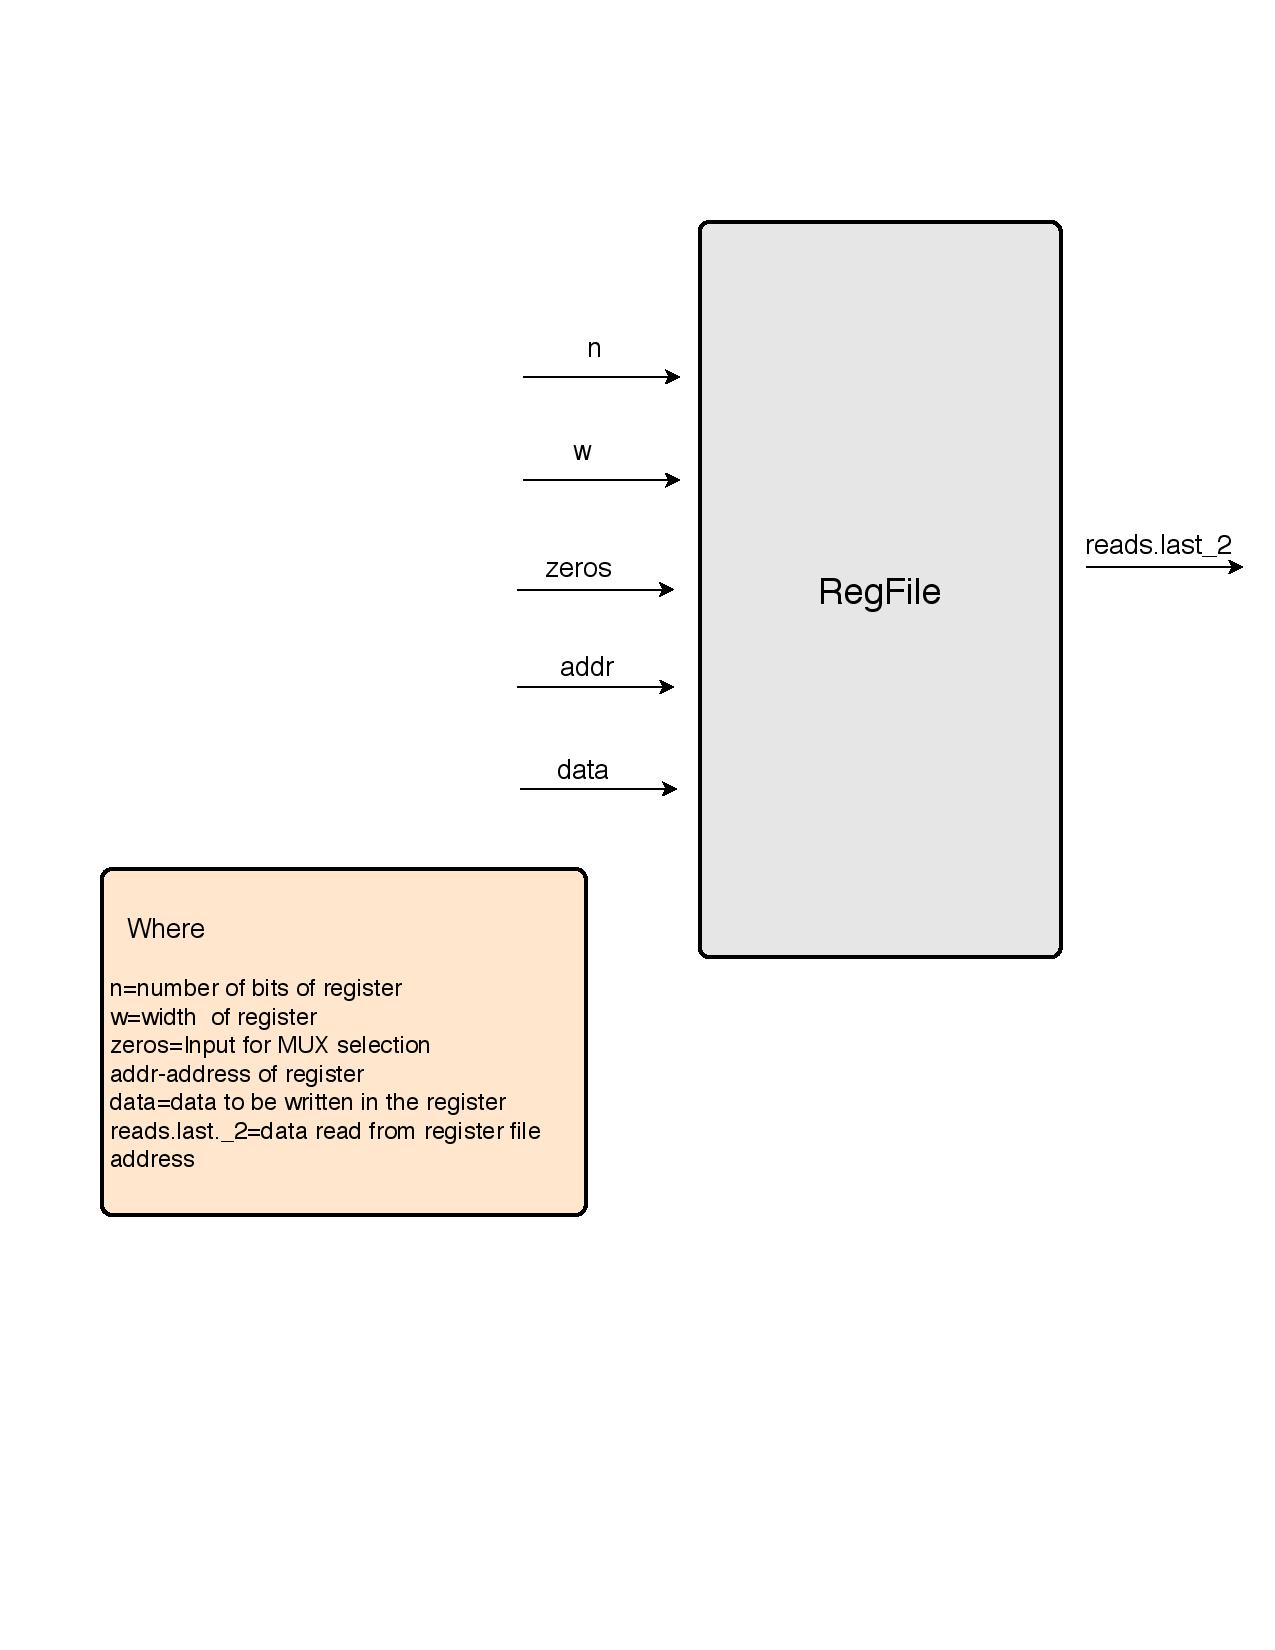 n
w
zeros
addr
data
RegFile
reads.last_2
Where
n=number of bits of register
w=width  of register
zeros=Input for MUX selection
addr-address of register
data=data to be written in the register
reads.last._2=data read from register file
address